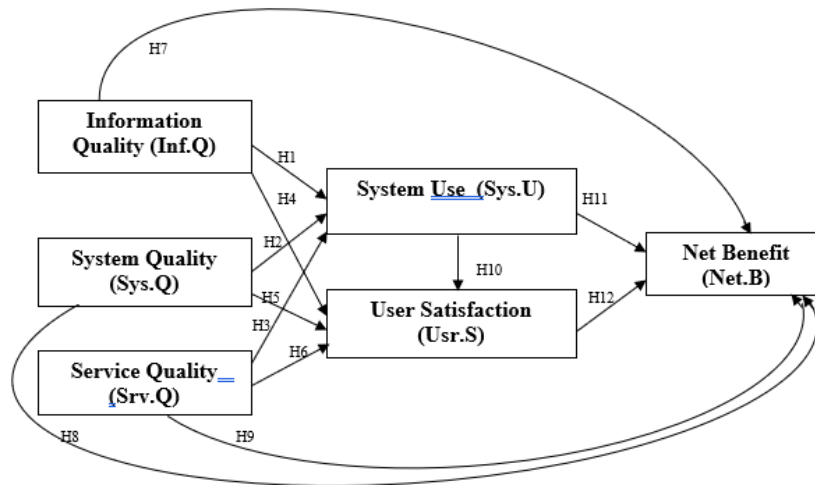 H7
Information
Quality (Inf.Q)
H1
H4
System Use (Sys.U)
H11
H2
System Quality
(Sys.Q)
Net Benefit
(Net.B)
H10
H5
H12
User Satisfaction
(Usr.S)
H3
H6
Service Quality
(Srv.Q)
H8
H9